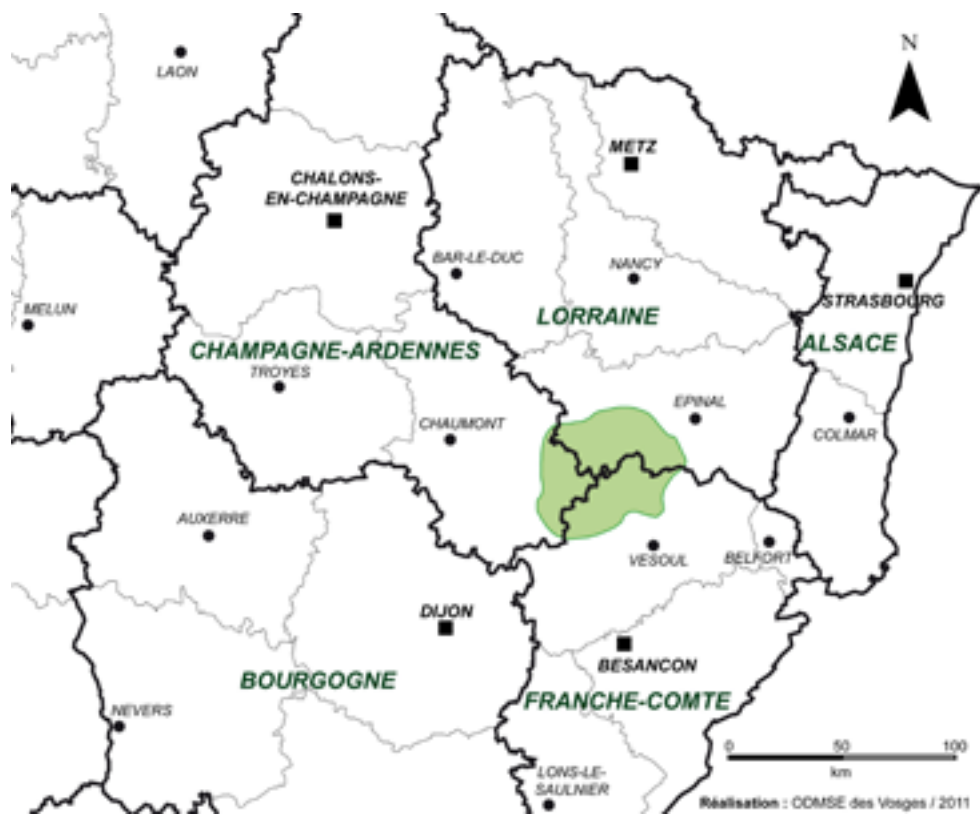 N
LAON
METZ
CHALONS-
EN-CHAMPAGNE
BAR-LE-DUC
NANCY
STRASBOURG
MELUN
LORRAINE
ALSACE
CHAMPAGNE-ARDENNES
TROYES
EPINAL
CHAUMONT
COLMAR
AUXERRE
VESOUL
BELFORT
DIJON
BESANCON
BOURGOGNE
FRANCHE-COMTE
NEVERS
0 50 100
km
LONS-LE-
SAULNIER
Réalisation : ODMSE des Vosges / 2011